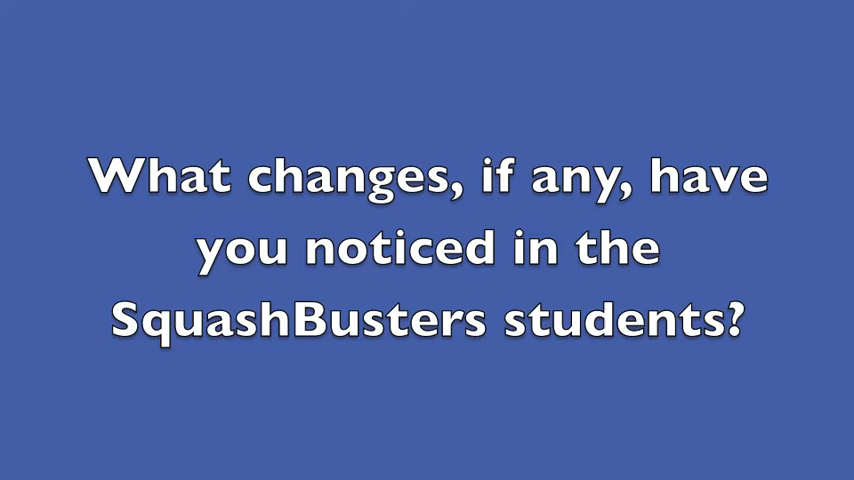 What changes, if any, have
you noticed in the
SquashBusters students?